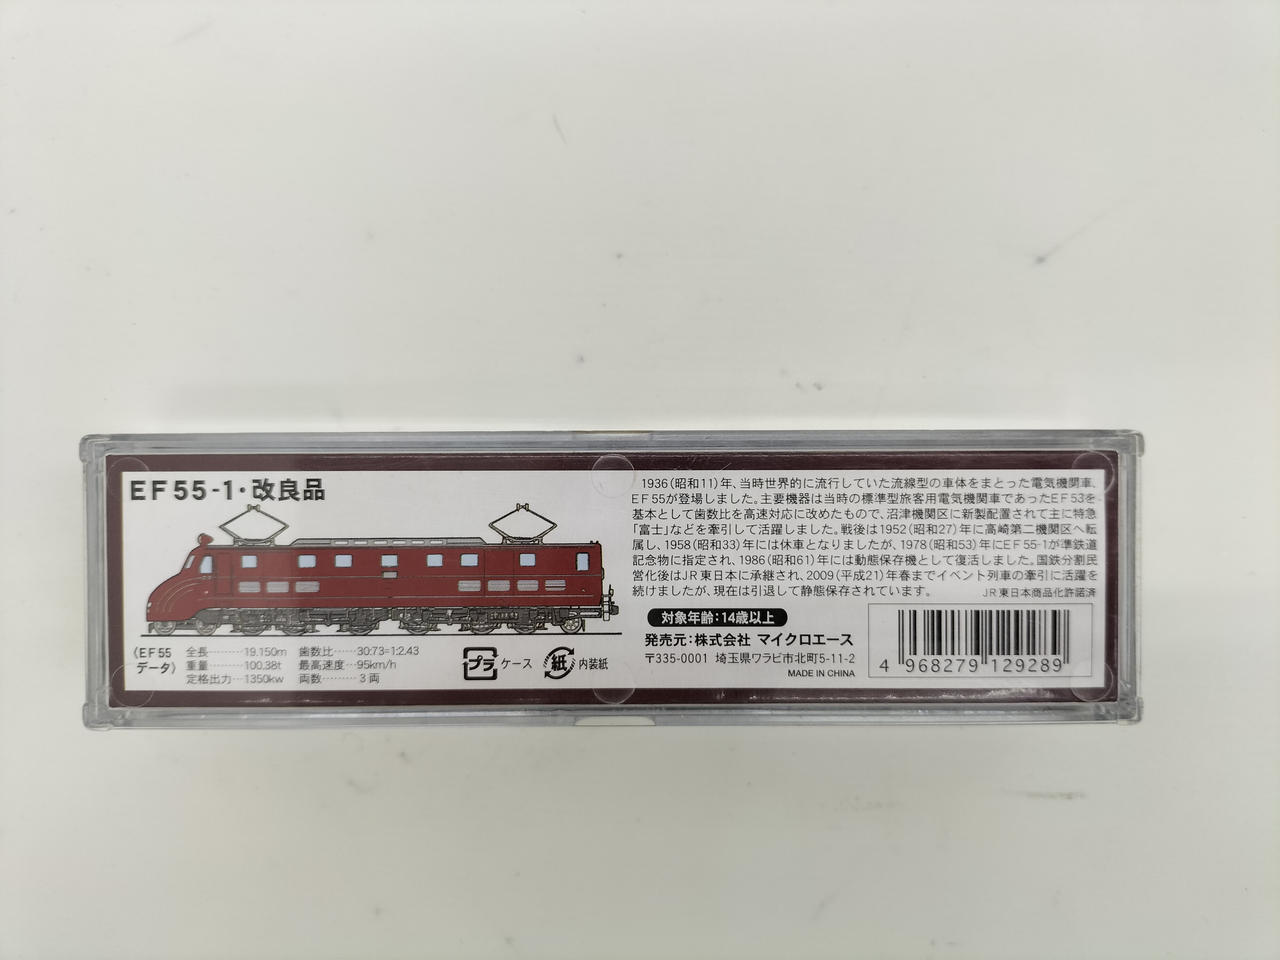 EF55-1・改良品
〈EF55
データ〉
全長………19.150m
重量………100.38t
定格出力…1350kw
歯数比……30:73=1:2.43
最高速度…95km/h
両数………3両
プラ ケース
紙 内装紙
1936(昭和11)年、当時世界的に流行していた流線型の車体をまとった電気機関車、
EF55が登場しました。主要機器は当時の標準型旅客用電気機関車であったEF53を
基本として歯数比を高速対応に改めたもので、沼津機関区に新製配置されて主に特急
「富士」などを牽引して活躍しました。戦後は1952(昭和27)年に高崎第二機関区へ転
属し、1958(昭和33)年には休車となりましたが、1978(昭和53)年にEF55-1が準鉄道
記念物に指定され、1986(昭和61)年には動態保存機として復活しました。国鉄分割民
営化後はJR東日本に承継され、2009(平成21)年春までイベント列車の牽引に活躍を
続けましたが、現在は引退して静態保存されています。
JR東日本商品化許諾済
対象年齢：14歳以上
発売元：株式会社 マイクロエース
〒335-0001 埼玉県ワラビ市北町5-11-2
MADE IN CHINA
4 968279 129289